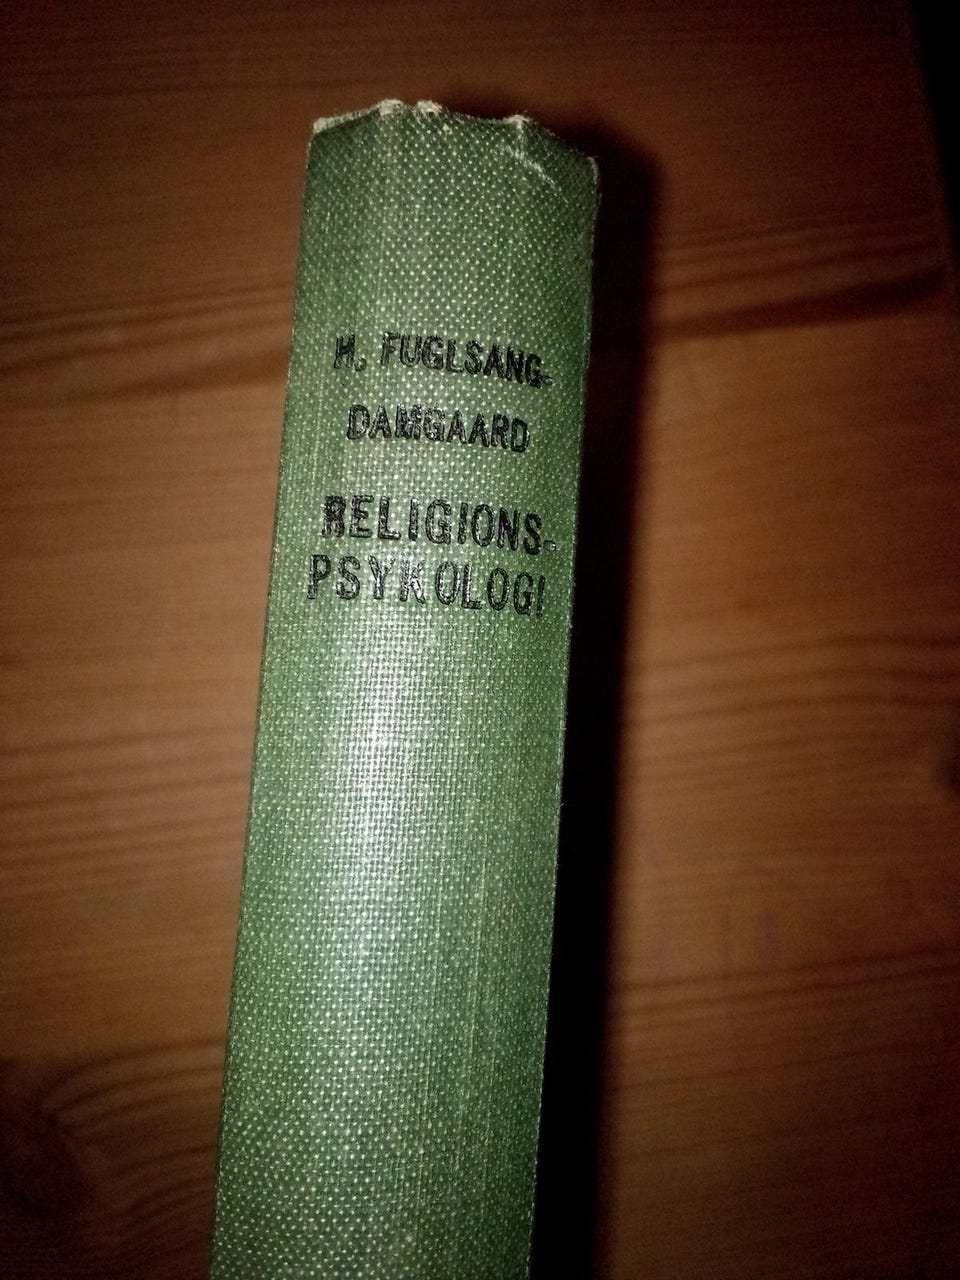 H. FUGLSANG-
DAMGAARD
RELIGIONS-
PSYKOLOGI